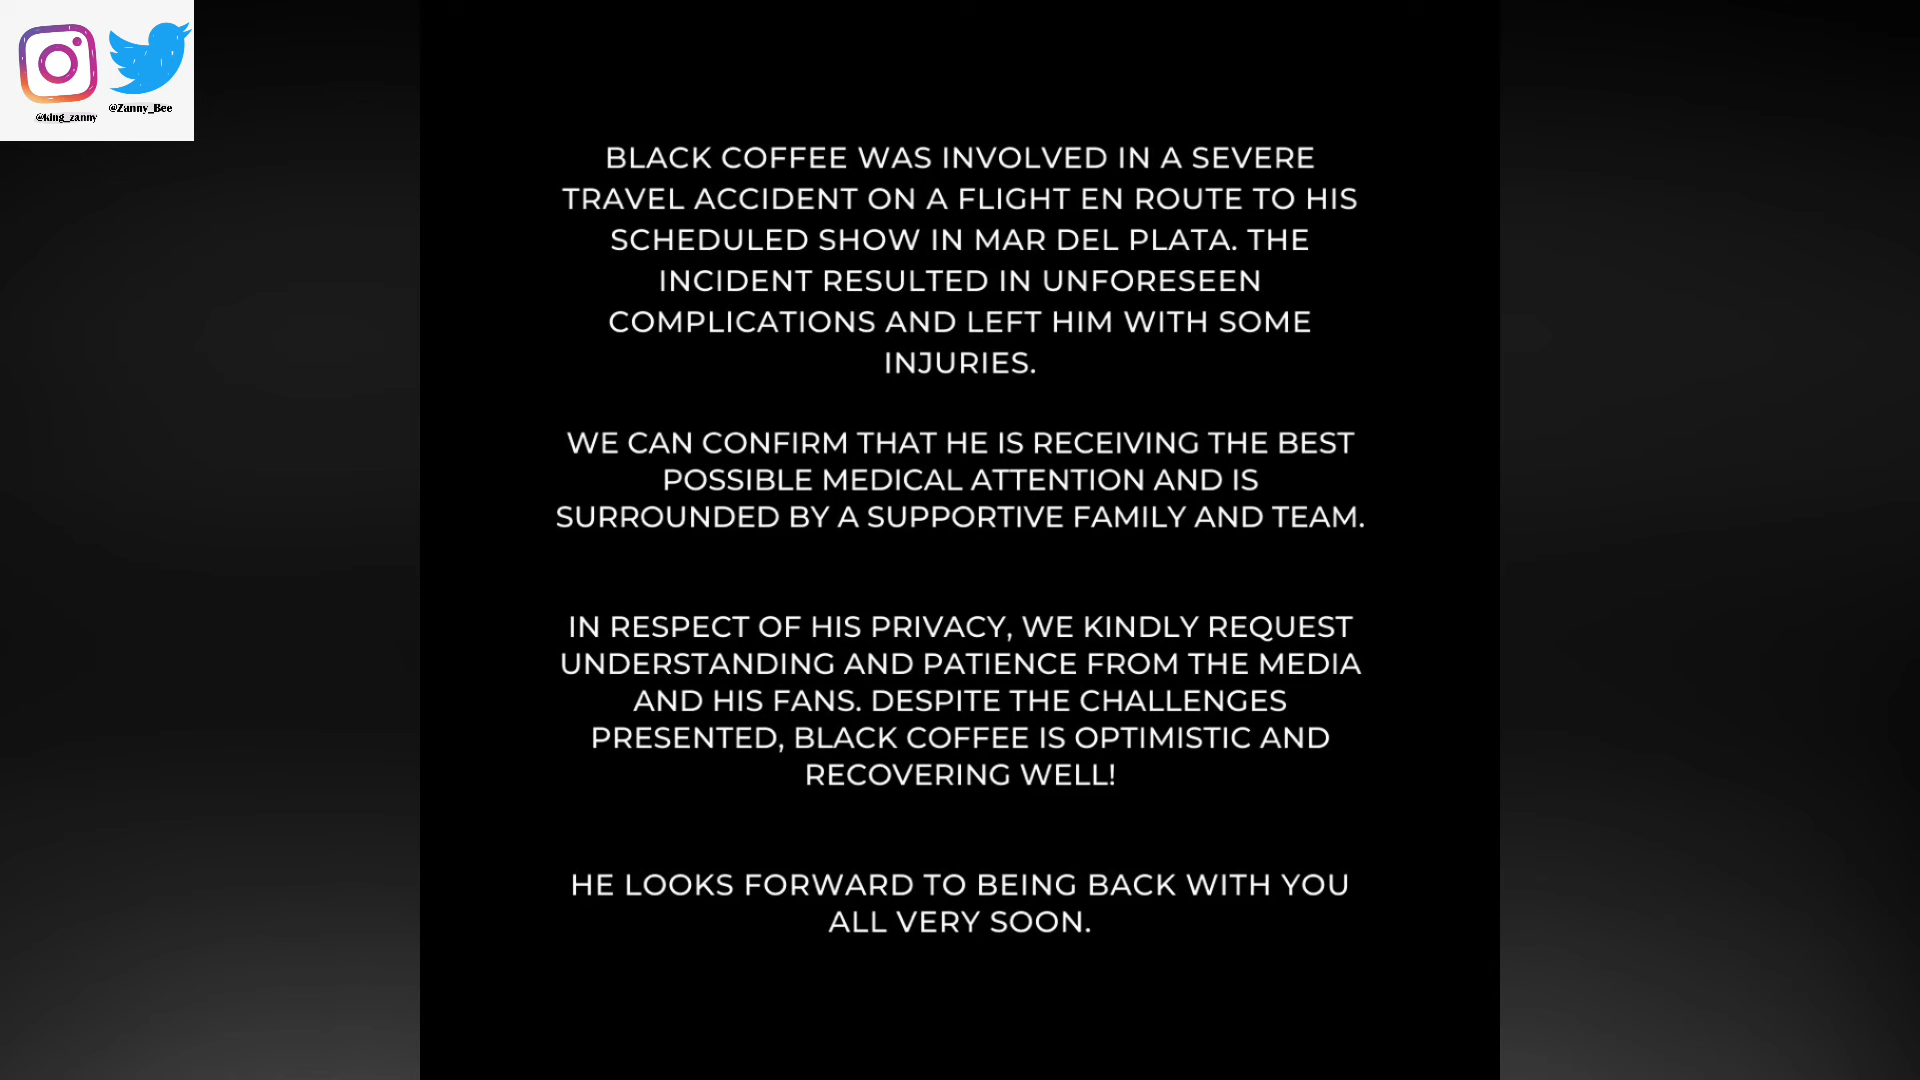 @king_zanny
@Zanny_Bee
BLACK COFFEE WAS INVOLVED IN A SEVERE
TRAVEL ACCIDENT ON A FLIGHT EN ROUTE TO HIS
SCHEDULED SHOW IN MAR DEL PLATA. THE
INCIDENT RESULTED IN UNFORESEEN
COMPLICATIONS AND LEFT HIM WITH SOME
INJURIES.
WE CAN CONFIRM THAT HE IS RECEIVING THE BEST
POSSIBLE MEDICAL ATTENTION AND IS
SURROUNDED BY A SUPPORTIVE FAMILY AND TEAM.
IN RESPECT OF HIS PRIVACY, WE KINDLY REQUEST
UNDERSTANDING AND PATIENCE FROM THE MEDIA
AND HIS FANS. DESPITE THE CHALLENGES
PRESENTED, BLACK COFFEE IS OPTIMISTIC AND
RECOVERING WELL!
HE LOOKS FORWARD TO BEING BACK WITH YOU
ALL VERY SOON.